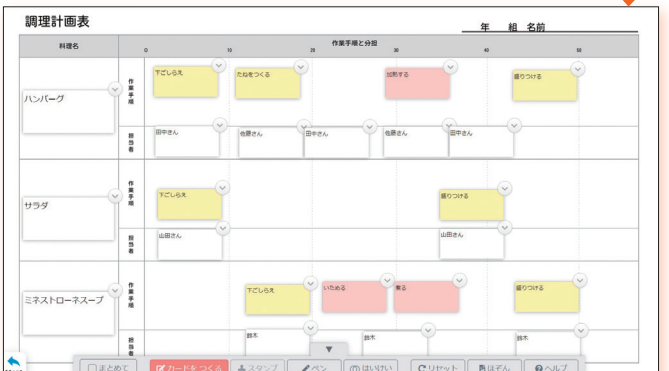 調理計画表
年 組 名前
料理名
作業手順と分担
0 10 20 30 40 50
ハンバーグ
作業手順
下ごしらえ
たねをつくる
加熱する
盛りつける
担当者
田中さん
佐藤さん
田中さん
佐藤さん
田中さん
サラダ
作業手順
下ごしらえ
盛りつける
担当者
山田さん
山田さん
ミネストローネスープ
作業手順
下ごしらえ
いためる
煮る
盛りつける
担当者
鈴木
鈴木
鈴木
まとめて
カードをつくる
スタンプ
ペン
はいけい
リセット
ほぞん
ヘルプ